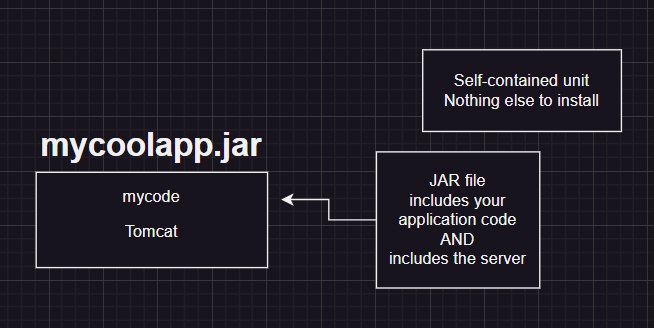 Self-contained unit
Nothing else to install
mycoolapp.jar
mycode
Tomcat
JAR file
includes your
application code
AND
includes the server